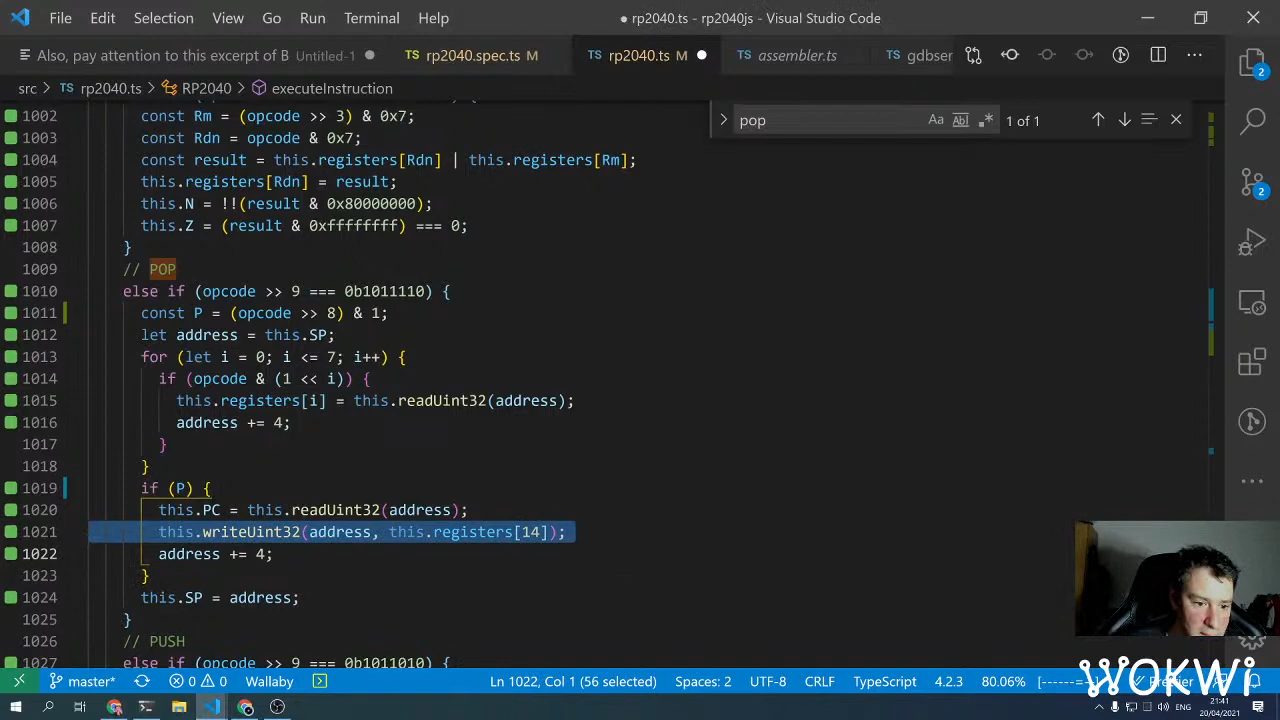 File Edit Selection View Go Run Terminal Help
● rp2040.ts - rp2040js - Visual Studio Code
Also, pay attention to this excerpt of B Untitled-1 ●
TS rp2040.spec.ts M
TS rp2040.ts M ●
TS assembler.ts
TS gdbser
src > TS rp2040.ts > RP2040 > executeInstruction
pop
Aa Abl .* 1 of 1
1002 const Rm = (opcode >> 3) & 0x7;
1003 const Rdn = opcode & 0x7;
1004 const result = this.registers[Rdn] | this.registers[Rm];
1005 this.registers[Rdn] = result;
1006 this.N = !!(result & 0x80000000);
1007 this.Z = (result & 0xffffffff) === 0;
1008 }
1009 // POP
1010 else if (opcode >> 9 === 0b1011110) {
1011 const P = (opcode >> 8) & 1;
1012 let address = this.SP;
1013 for (let i = 0; i <= 7; i++) {
1014 if (opcode & (1 << i)) {
1015 this.registers[i] = this.readUint32(address);
1016 address += 4;
1017 }
1018 }
1019 if (P) {
1020 this.PC = this.readUint32(address);
1021 this.writeUint32(address, this.registers[14]);
1022 address += 4;
1023 }
1024 this.SP = address;
1025 }
1026 // PUSH
1027 else if (opcode >> 9 === 0b1011010) {
2
2
2
WOKWi
master* 0 0 Wallaby Ln 1022, Col 1 (56 selected) Spaces: 2 UTF-8 CRLF TypeScript 4.2.3 80.06%
ENG
21:41
20/04/2021